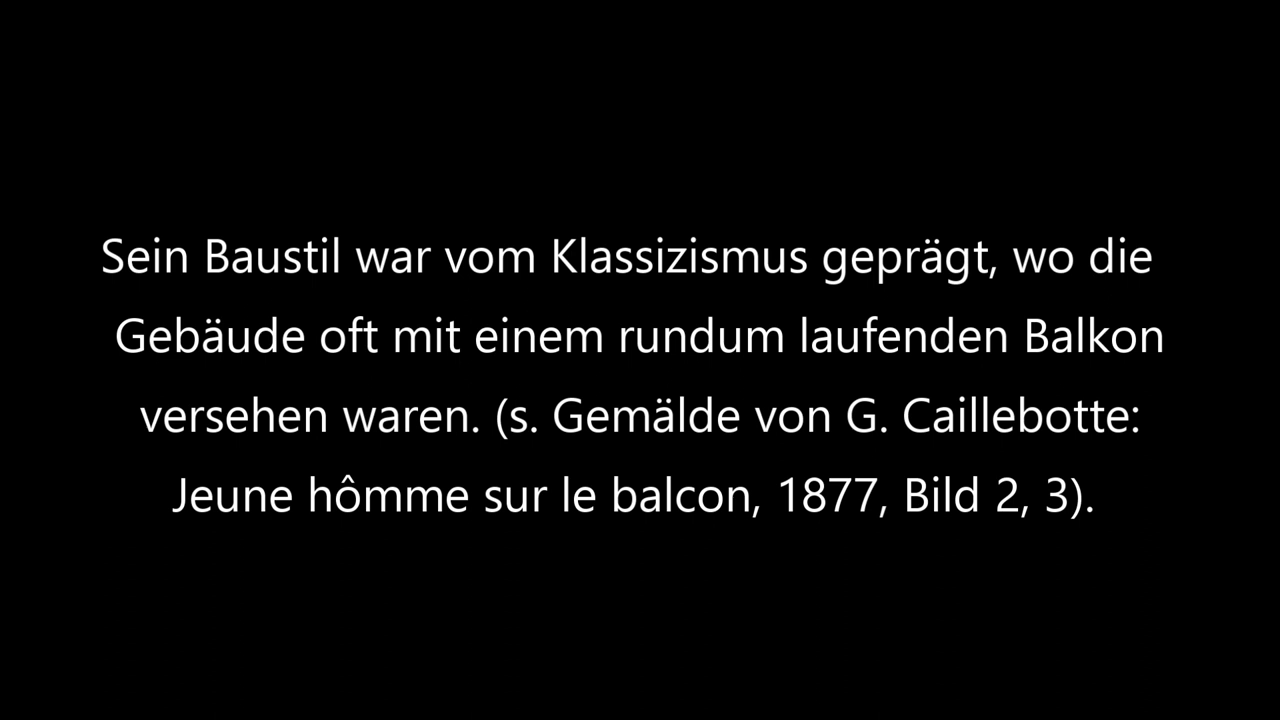 Sein Baustil war vom Klassizismus geprägt, wo die
Gebäude oft mit einem rundum laufenden Balkon
versehen waren. (s. Gemälde von G. Caillebotte:
Jeune hômme sur le balcon, 1877, Bild 2, 3).